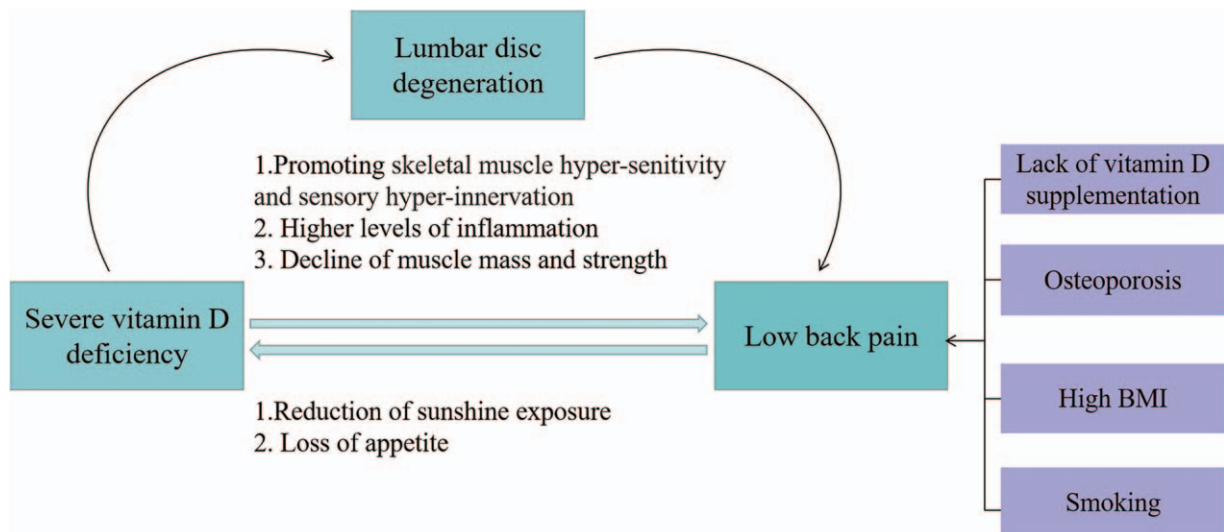 Lumbar disc
degeneration
1.Promoting skeletal muscle hyper-senitivity
and sensory hyper-innervation
2. Higher levels of inflammation
3. Decline of muscle mass and strength
Severe vitamin D
deficiency
Low back pain
1.Reduction of sunshine exposure
2. Loss of appetite
Lack of vitamin D
supplementation
Osteoporosis
High BMI
Smoking